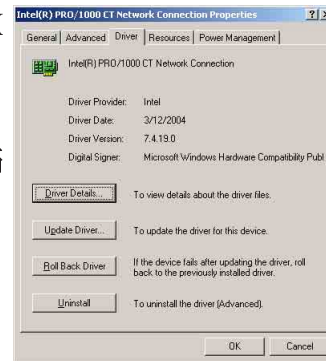 Intel(R) PRO/1000 CT Network Connection Properties
General Advanced Driver Resources Power Management
Intel(R) PRO/1000 CT Network Connection
Driver Provider: Intel
Driver Date: 3/12/2004
Driver Version: 7.4.19.0
Digital Signer: Microsoft Windows Hardware Compatibility Publ
Driver Details... To view details about the driver files.
Update Driver... To update the driver for this device.
Roll Back Driver If the device fails after updating the driver, roll
back to the previously installed driver.
Uninstall To uninstall the driver (Advanced).
OK Cancel